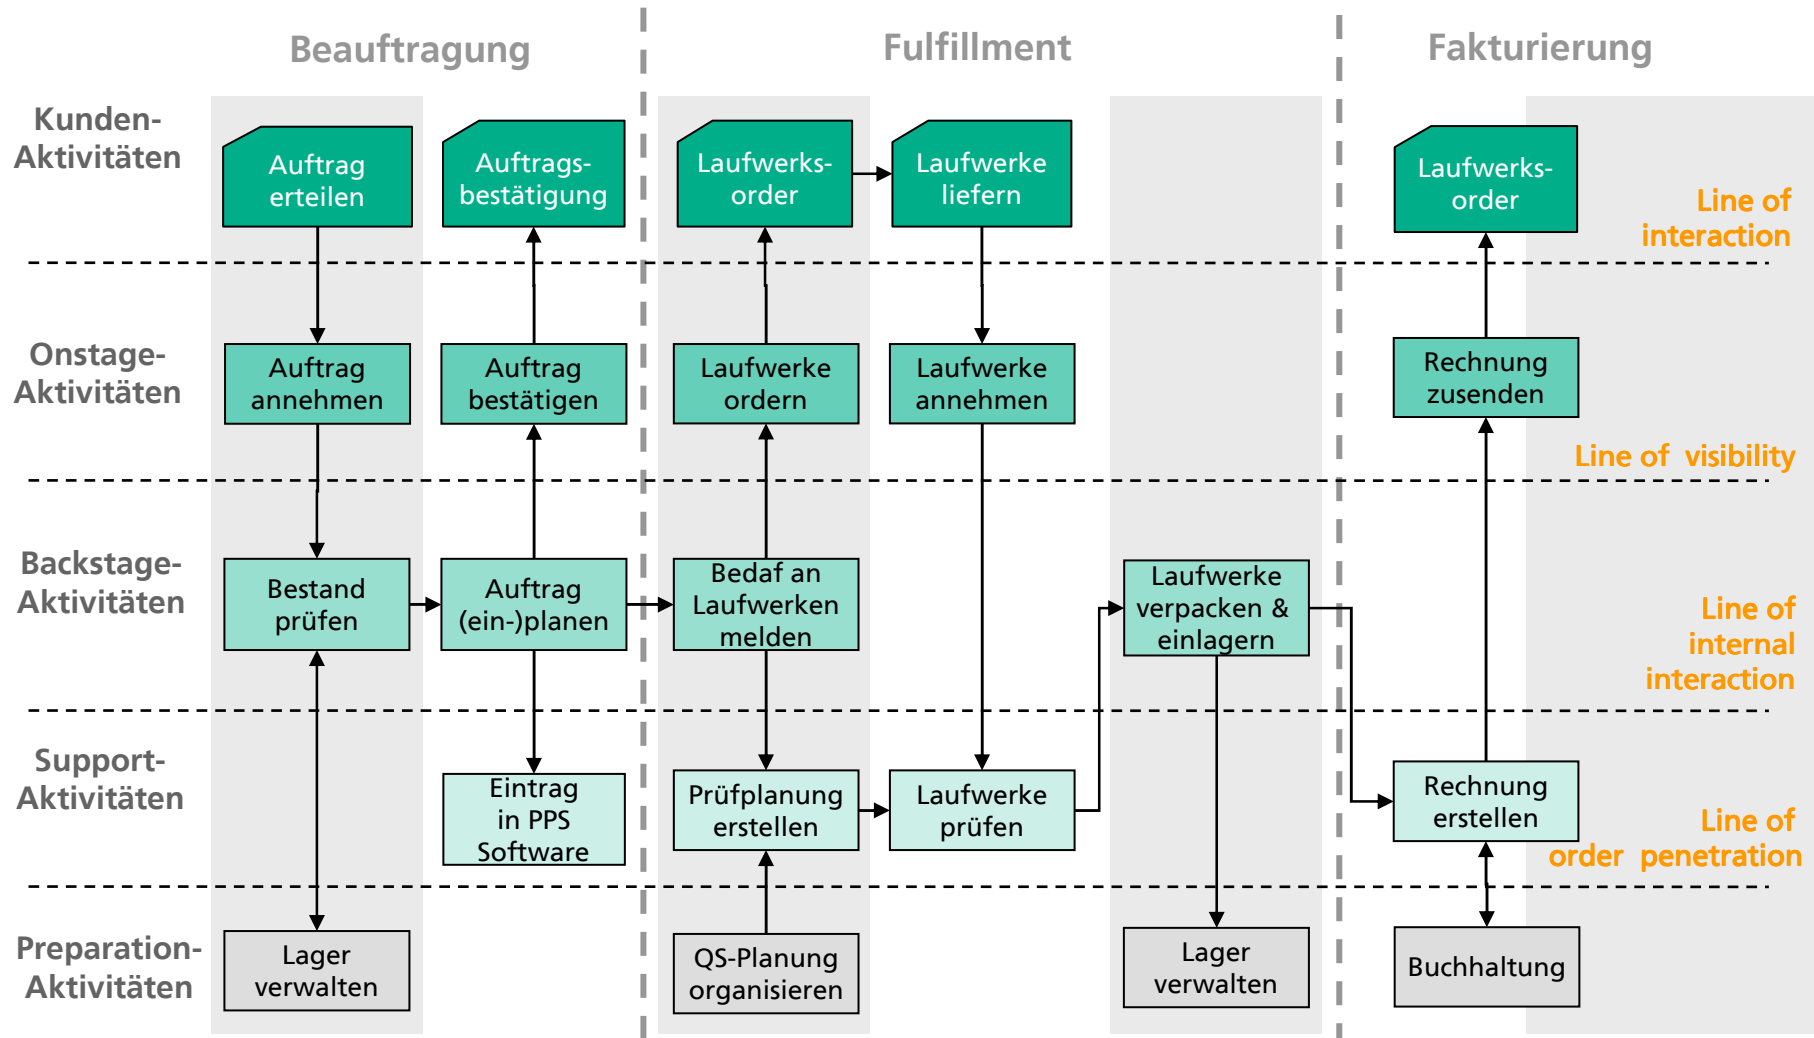 Beauftragung
Fulfillment
Fakturierung
Kunden-
Aktivitäten
Auftrag
erteilen
Auftrags-
bestätigung
Laufwerks-
order
Laufwerke
liefern
Laufwerks-
order
Line of
interaction
Onstage-
Aktivitäten
Auftrag
annehmen
Auftrag
bestätigen
Laufwerke
ordern
Laufwerke
annehmen
Rechnung
zusenden
Line of visibility
Backstage-
Aktivitäten
Bestand
prüfen
Auftrag
(ein-)planen
Bedaf an
Laufwerken
melden
Laufwerke
verpacken &
einlagern
Line of
internal
interaction
Support-
Aktivitäten
Eintrag
in PPS
Software
Prüfplanung
erstellen
Laufwerke
prüfen
Rechnung
erstellen
Line of
order penetration
Preparation-
Aktivitäten
Lager
verwalten
QS-Planung
organisieren
Lager
verwalten
Buchhaltung